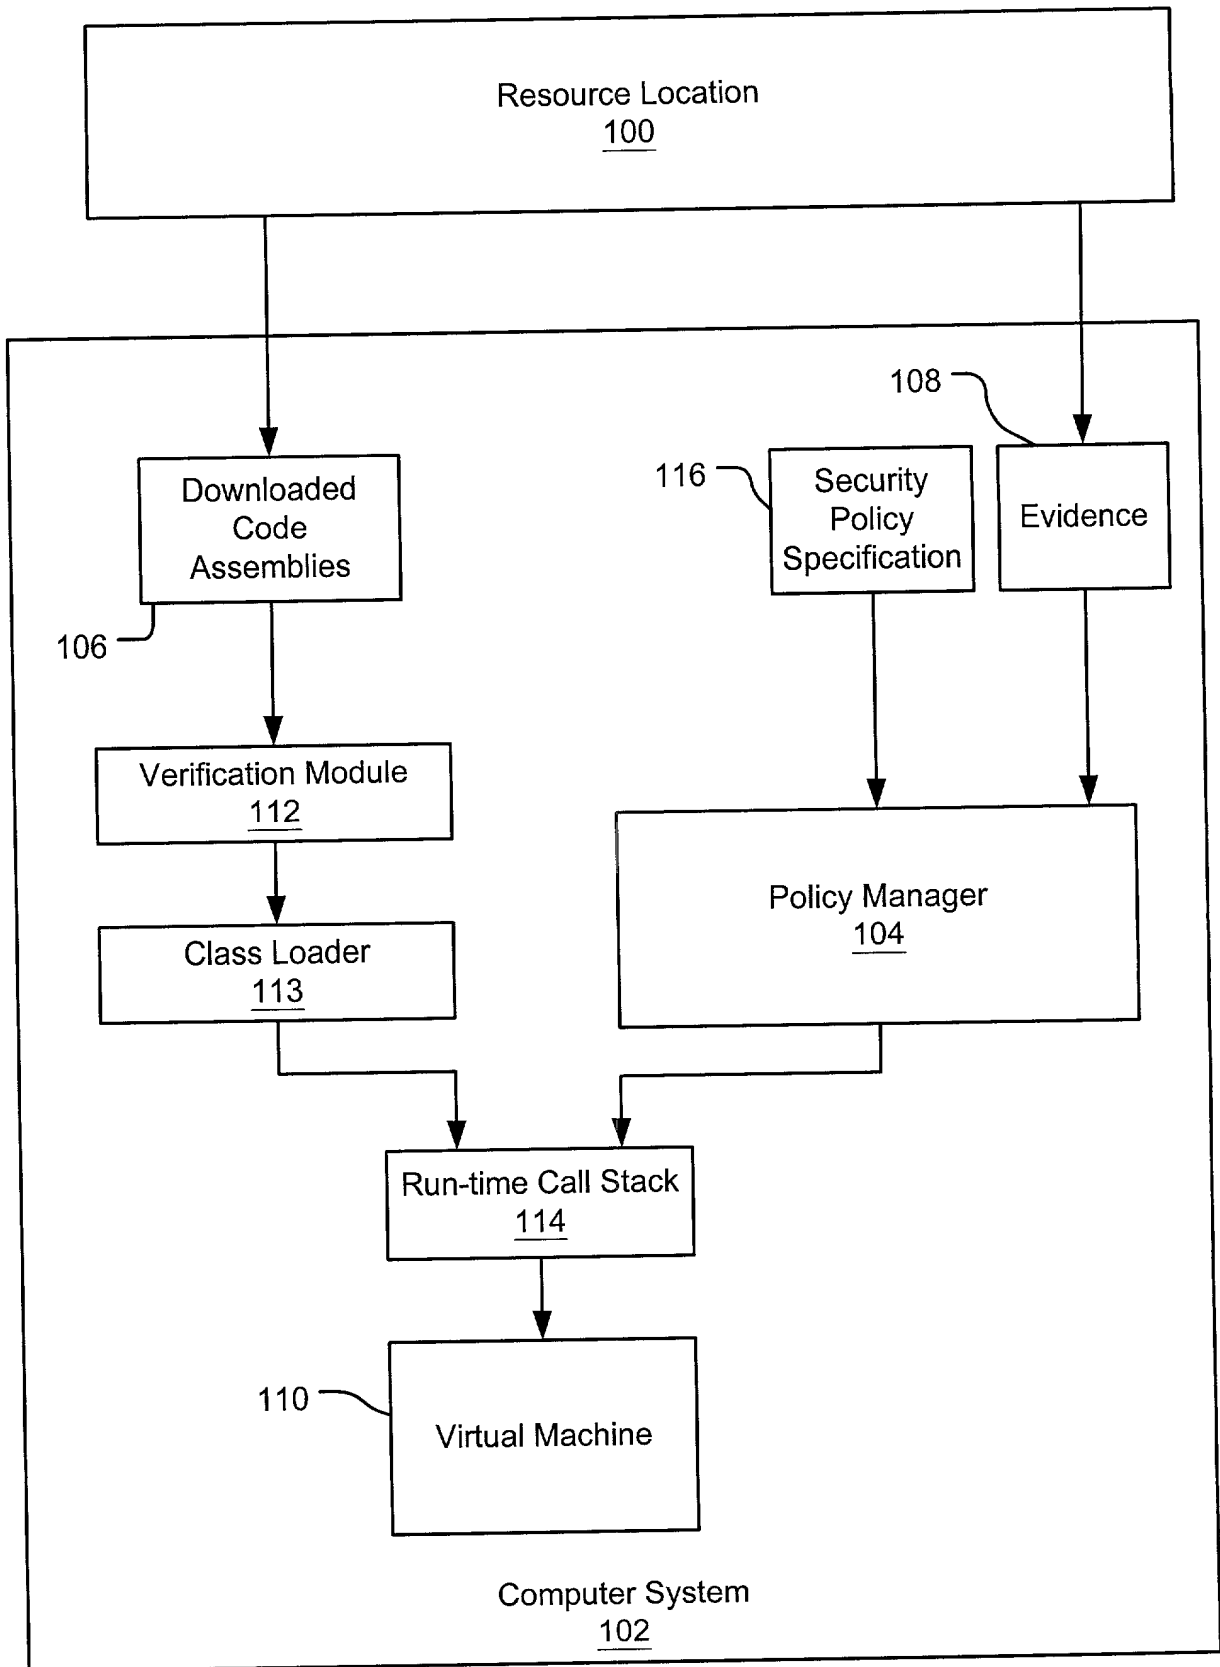 Resource Location
100
108
116
Security
Policy
Specification
Evidence
Downloaded
Code
Assemblies
106
Verification Module
112
Policy Manager
104
Class Loader
113
Run-time Call Stack
114
110
Virtual Machine
Computer System
102